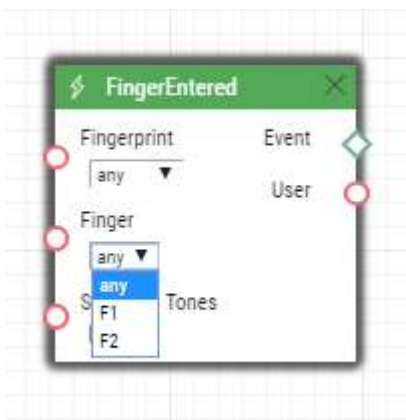 FingerEntered
Fingerprint Event
any
User
Finger
any
any
S Tones
F1
F2